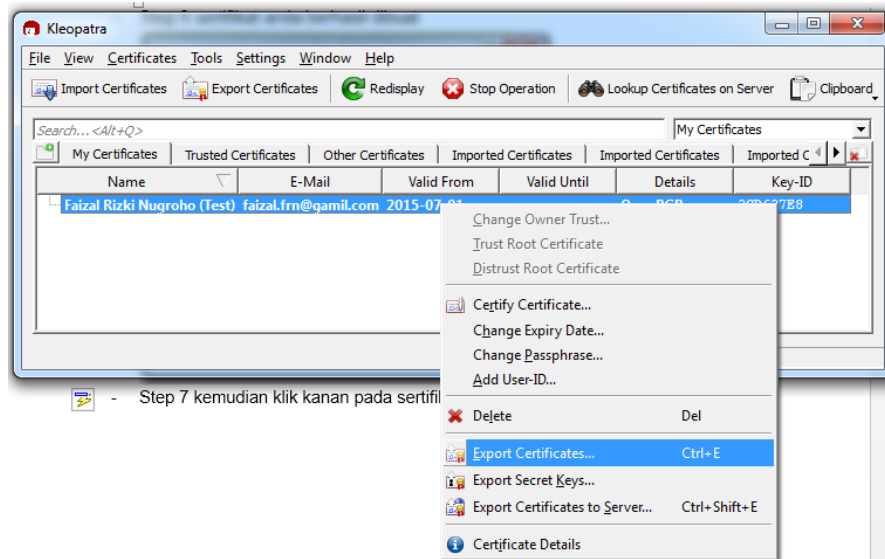 Kleopatra
File View Certificates Tools Settings Window Help
Import Certificates Export Certificates Redisplay Stop Operation Lookup Certificates on Server Clipboard
Search...<Alt+Q> My Certificates
My Certificates Trusted Certificates Other Certificates Imported Certificates Imported Certificates Imported C
Name E-Mail Valid From Valid Until Details Key-ID
Faizal Rizki Nugroho (Test) faizal.frn@gamil.com 2015-07-01
Change Owner Trust...
Trust Root Certificate
Distrust Root Certificate
Certify Certificate...
Change Expiry Date...
Change Passphrase...
Add User-ID...
- Step 7 kemudian klik kanan pada sertifi
Delete Del
Export Certificates... Ctrl+E
Export Secret Keys...
Export Certificates to Server... Ctrl+Shift+E
Certificate Details